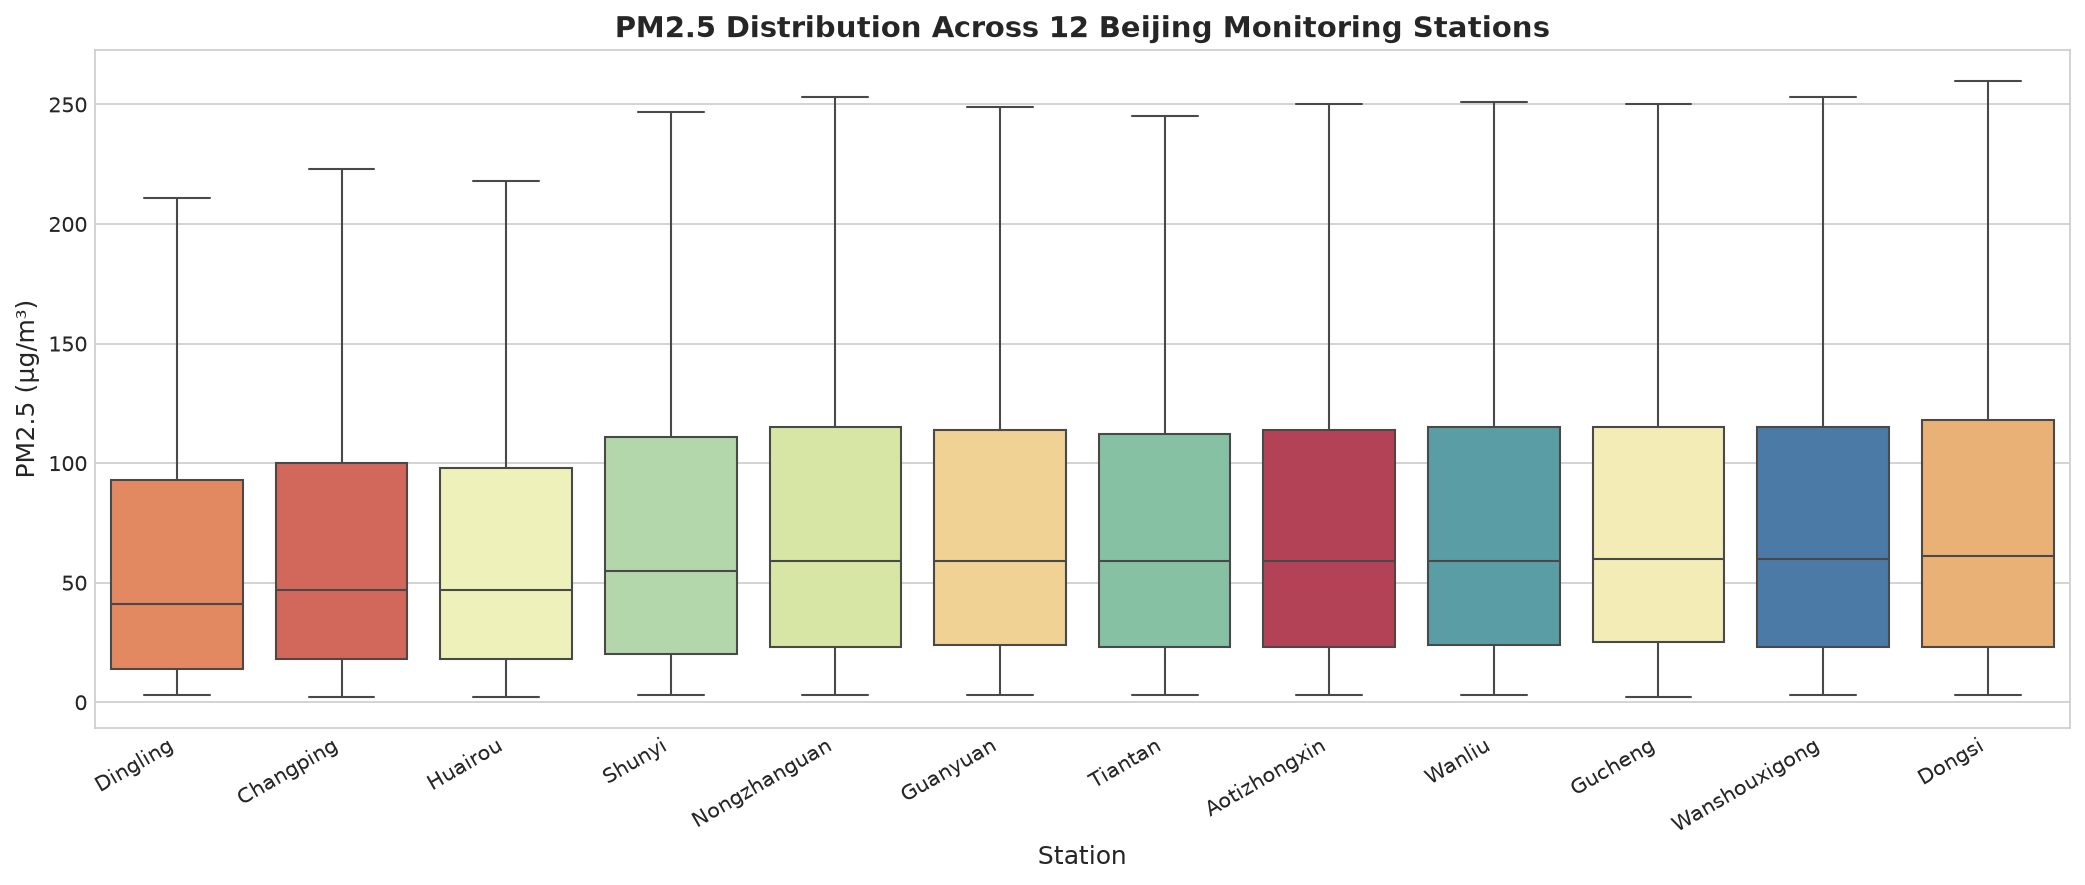 PM2.5 Distribution Across 12 Beijing Monitoring Stations
PM2.5 (µg/m³)
250
200
150
100
50
0
Dingling
Changping
Huairou
Shunyi
Nongzhanguan
Guanyuan
Tiantan
Aotizhongxin
Wanliu
Gucheng
Wanshouxigong
Dongsi
Station